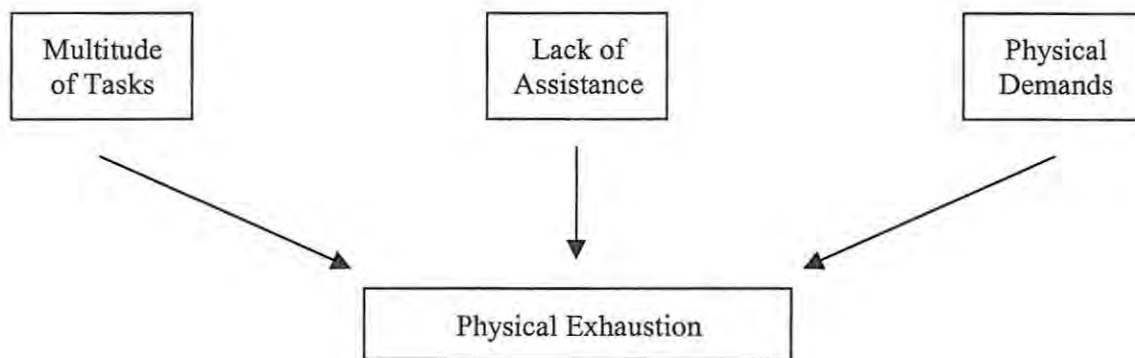 Multitude
of Tasks
Lack of
Assistance
Physical
Demands
Physical Exhaustion